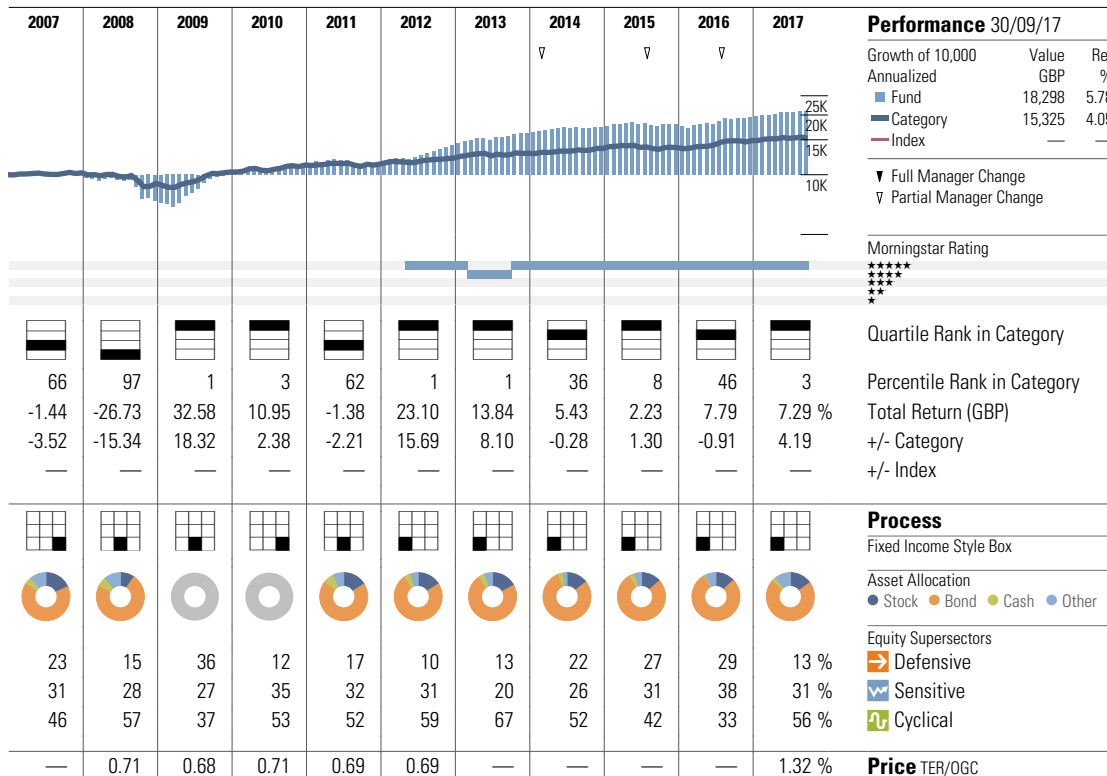 2007 2008 2009 2010 2011 2012 2013 2014 2015 2016 2017
Performance 30/09/17
Growth of 10,000 Value Re
Annualized GBP %
Fund 18,298 5.78
Category 15,325 4.09
Index — —
▼ Full Manager Change
▽ Partial Manager Change
25K
20K
15K
10K
Morningstar Rating
★★★★★
★★★★
★★★
★★
★
Quartile Rank in Category
66 97 1 3 62 1 1 36 8 46 3 Percentile Rank in Category
-1.44 -26.73 32.58 10.95 -1.38 23.10 13.84 5.43 2.23 7.79 7.29 % Total Return (GBP)
-3.52 -15.34 18.32 2.38 -2.21 15.69 8.10 -0.28 1.30 -0.91 4.19 +/- Category
— — — — — — — — — — — +/- Index
Process
Fixed Income Style Box
Asset Allocation
Stock Bond Cash Other
Equity Supersectors
23 15 36 12 17 10 13 22 27 29 13 % Defensive
31 28 27 35 32 31 20 26 31 38 31 % Sensitive
46 57 37 53 52 59 67 52 42 33 56 % Cyclical
— 0.71 0.68 0.71 0.69 0.69 — — — — 1.32 % Price TER/OGC